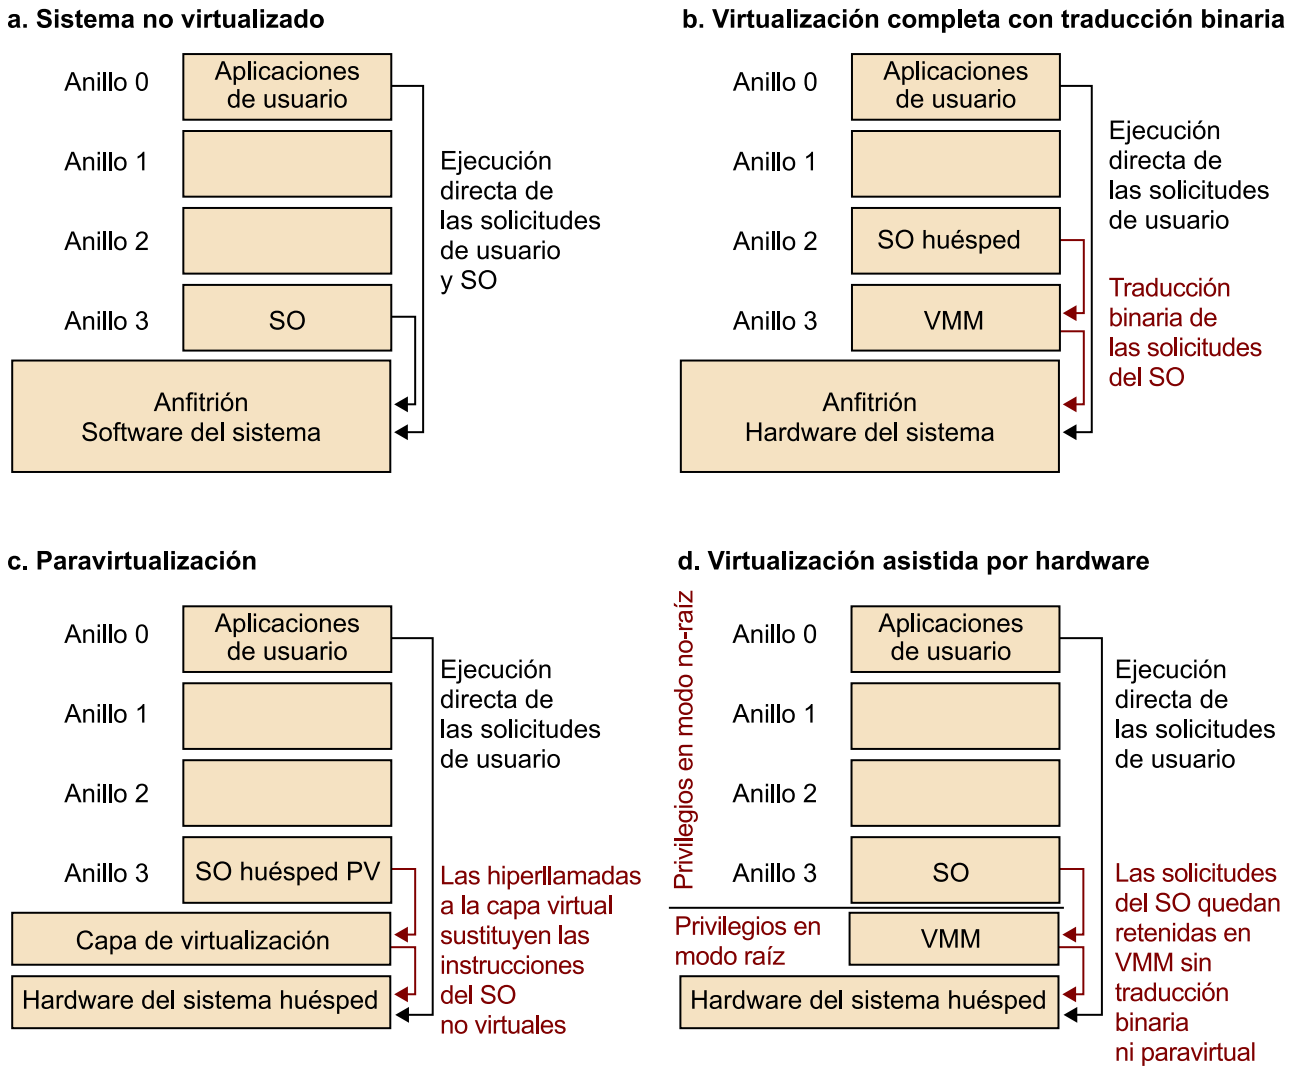 a. Sistema no virtualizado
Anillo 0
Aplicaciones
de usuario
Anillo 1
Anillo 2
Anillo 3
SO
Ejecución
directa de
las solicitudes
de usuario
y SO
Anfitrión
Software del sistema
b. Virtualización completa con traducción binaria
Anillo 0
Aplicaciones
de usuario
Anillo 1
Anillo 2
SO huésped
Anillo 3
VMM
Ejecución
directa de
las solicitudes
de usuario
Traducción
binaria de
las solicitudes
del SO
Anfitrión
Hardware del sistema
c. Paravirtualización
Anillo 0
Aplicaciones
de usuario
Anillo 1
Anillo 2
Anillo 3
SO huésped PV
Ejecución
directa de
las solicitudes
de usuario
Capa de virtualización
Hardware del sistema huésped
Las hiperllamadas
a la capa virtual
sustituyen las
instrucciones
del SO
no virtuales
d. Virtualización asistida por hardware
Privilegios en modo no-raíz
Anillo 0
Aplicaciones
de usuario
Anillo 1
Anillo 2
Anillo 3
SO
Ejecución
directa de
las solicitudes
de usuario
Privilegios en
modo raíz
VMM
Hardware del sistema huésped
Las solicitudes
del SO quedan
retenidas en
VMM sin
traducción
binaria
ni paravirtual